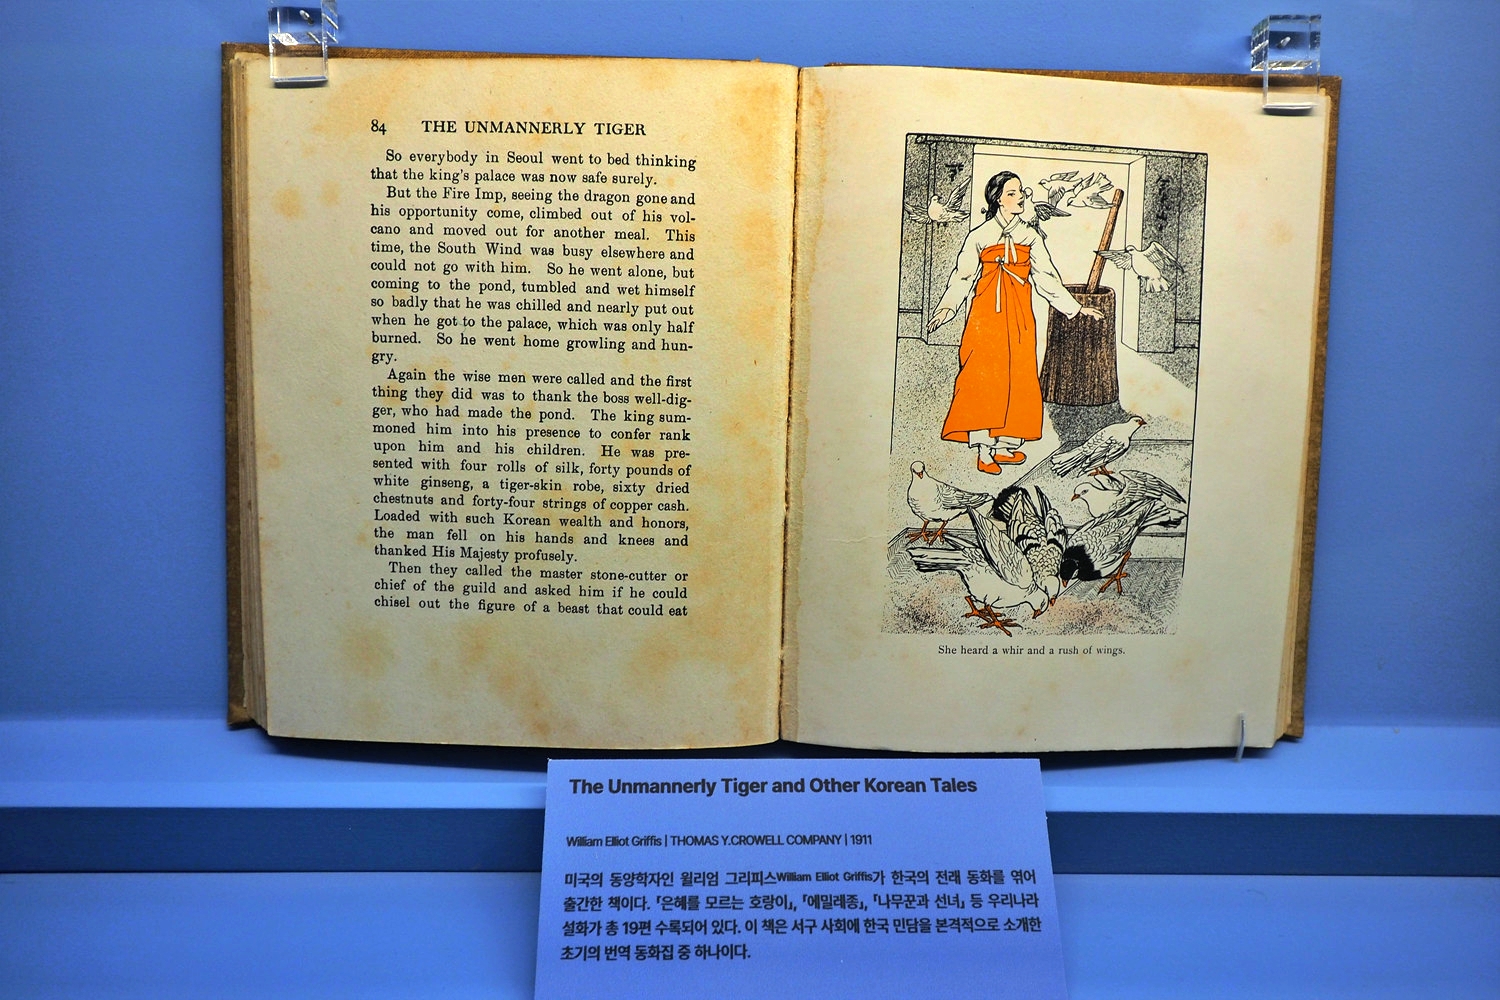 84 THE UNMANNERLY TIGER
So everybody in Seoul went to bed thinking
that the king's palace was now safe surely.
But the Fire Imp, seeing the dragon gone and
his opportunity come, climbed out of his vol-
cano and moved out for another meal. This
time, the South Wind was busy elsewhere and
could not go with him. So he went alone, but
coming to the pond, tumbled and wet himself
so badly that he was chilled and nearly put out
when he got to the palace, which was only half
burned. So he went home growling and hun-
gry.
Again the wise men were called and the first
thing they did was to thank the boss well-dig-
ger, who had made the pond. The king sum-
moned him into his presence to confer rank
upon him and his children. He was pre-
sented with four rolls of silk, forty pounds of
white ginseng, a tiger-skin robe, sixty dried
chestnuts and forty-four strings of copper cash.
Loaded with such Korean wealth and honors,
the man fell on his hands and knees and
thanked His Majesty profusely.
Then they called the master stone-cutter or
chief of the guild and asked him if he could
chisel out the figure of a beast that could eat
She heard a whir and a rush of wings.
The Unmannerly Tiger and Other Korean Tales
William Elliot Griffis | THOMAS Y.CROWELL COMPANY | 1911
미국의 동양학자인 윌리엄 그리피스William Elliot Griffis가 한국의 전래 동화를 엮어
출간한 책이다. 「은혜를 모르는 호랑이」, 「에밀레종」, 「나무꾼과 선녀」 등 우리나라
설화가 총 19편 수록되어 있다. 이 책은 서구 사회에 한국 민담을 본격적으로 소개한
초기의 번역 동화집 중 하나이다.